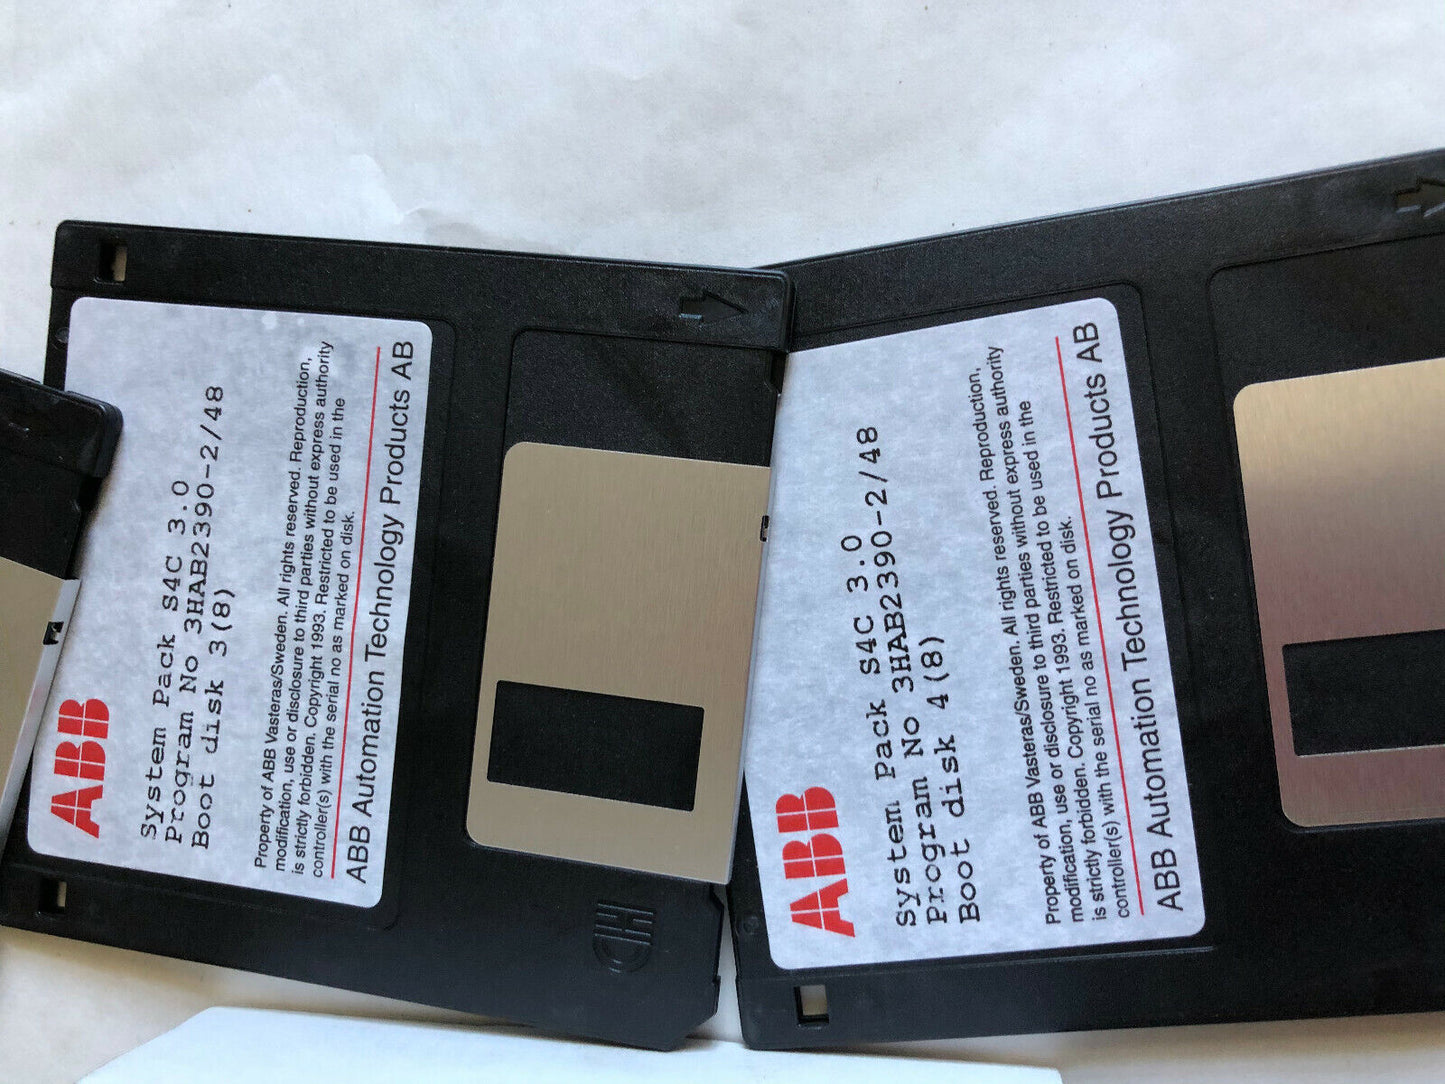 ABB
System Pack S4C 3.0
Program No 3HAB2390-2/48
Boot disk 3(8)
Property of ABB Vasteras/Sweden. All rights reserved. Reproduction,
modification, use or disclosure to third parties without express authority
is strictly forbidden. Copyright 1993. Restricted to be used in the
controller(s) with the serial no as marked on disk.
ABB Automation Technology Products AB
HD
ABB
System Pack S4C 3.0
Program No 3HAB2390-2/48
Boot disk 4(8)
Property of ABB Vasteras/Sweden. All rights reserved. Reproduction,
modification, use or disclosure to third parties without express authority
is strictly forbidden. Copyright 1993. Restricted to be used in the
controller(s) with the serial no as marked on disk.
ABB Automation Technology Products AB